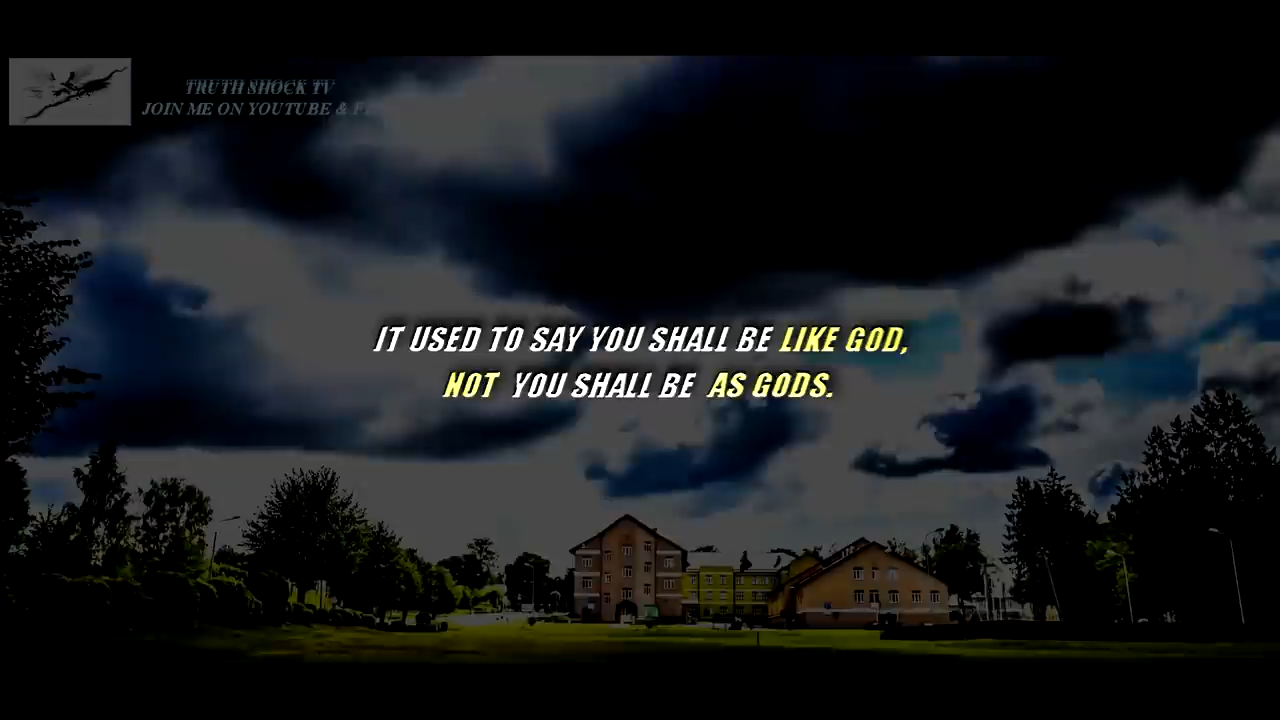 TRUTH SHOCK TV
JOIN ME ON YOUTUBE &
IT USED TO SAY YOU SHALL BE LIKE GOD,
NOT YOU SHALL BE AS GODS.